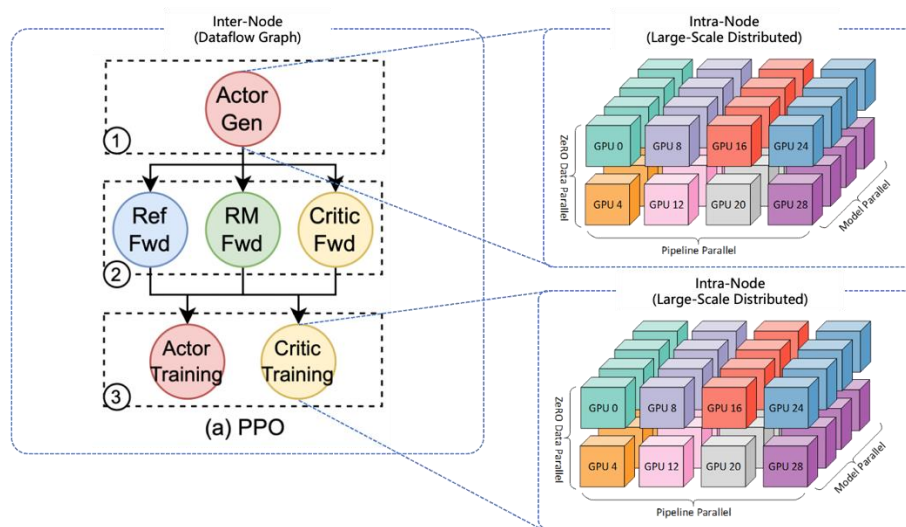 Inter-Node
(Dataflow Graph)
Actor
Gen
1
Ref
Fwd
RM
Fwd
Critic
Fwd
2
Actor
Training
Critic
Training
3
(a) PPO
Intra-Node
(Large-Scale Distributed)
ZeRO Data Parallel
GPU 0
GPU 8
GPU 16
GPU 24
GPU 4
GPU 12
GPU 20
GPU 28
Model Parallel
Pipeline Parallel
Intra-Node
(Large-Scale Distributed)
ZeRO Data Parallel
GPU 0
GPU 8
GPU 16
GPU 24
GPU 4
GPU 12
GPU 20
GPU 28
Model Parallel
Pipeline Parallel